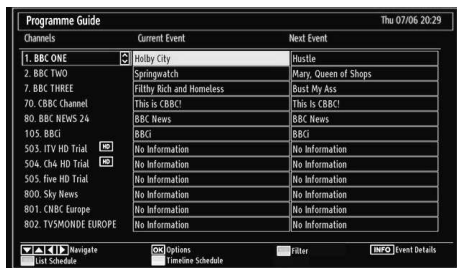 Programme Guide Thu 07/06 20:29
Channels Current Event Next Event
1. BBC ONE Holby City Hustle
2. BBC TWO Springwatch Mary, Queen of Shops
7. BBC THREE Filthy Rich and Homeless Bust My Ass
70. CBBC Channel This is CBBC! This Is CBBC!
80. BBC NEWS 24 BBC News BBC News
105. BBCi BBCi BBCi
503. ITV HD Trial HD No Information No Information
504. Ch4 HD Trial HD No Information No Information
505. five HD Trial No Information No Information
800. Sky News No Information No Information
801. CNBC Europe No Information No Information
802. TV5MONDE EUROPE No Information No Information
Navigate OK Options Filter INFO Event Details
List Schedule Timeline Schedule